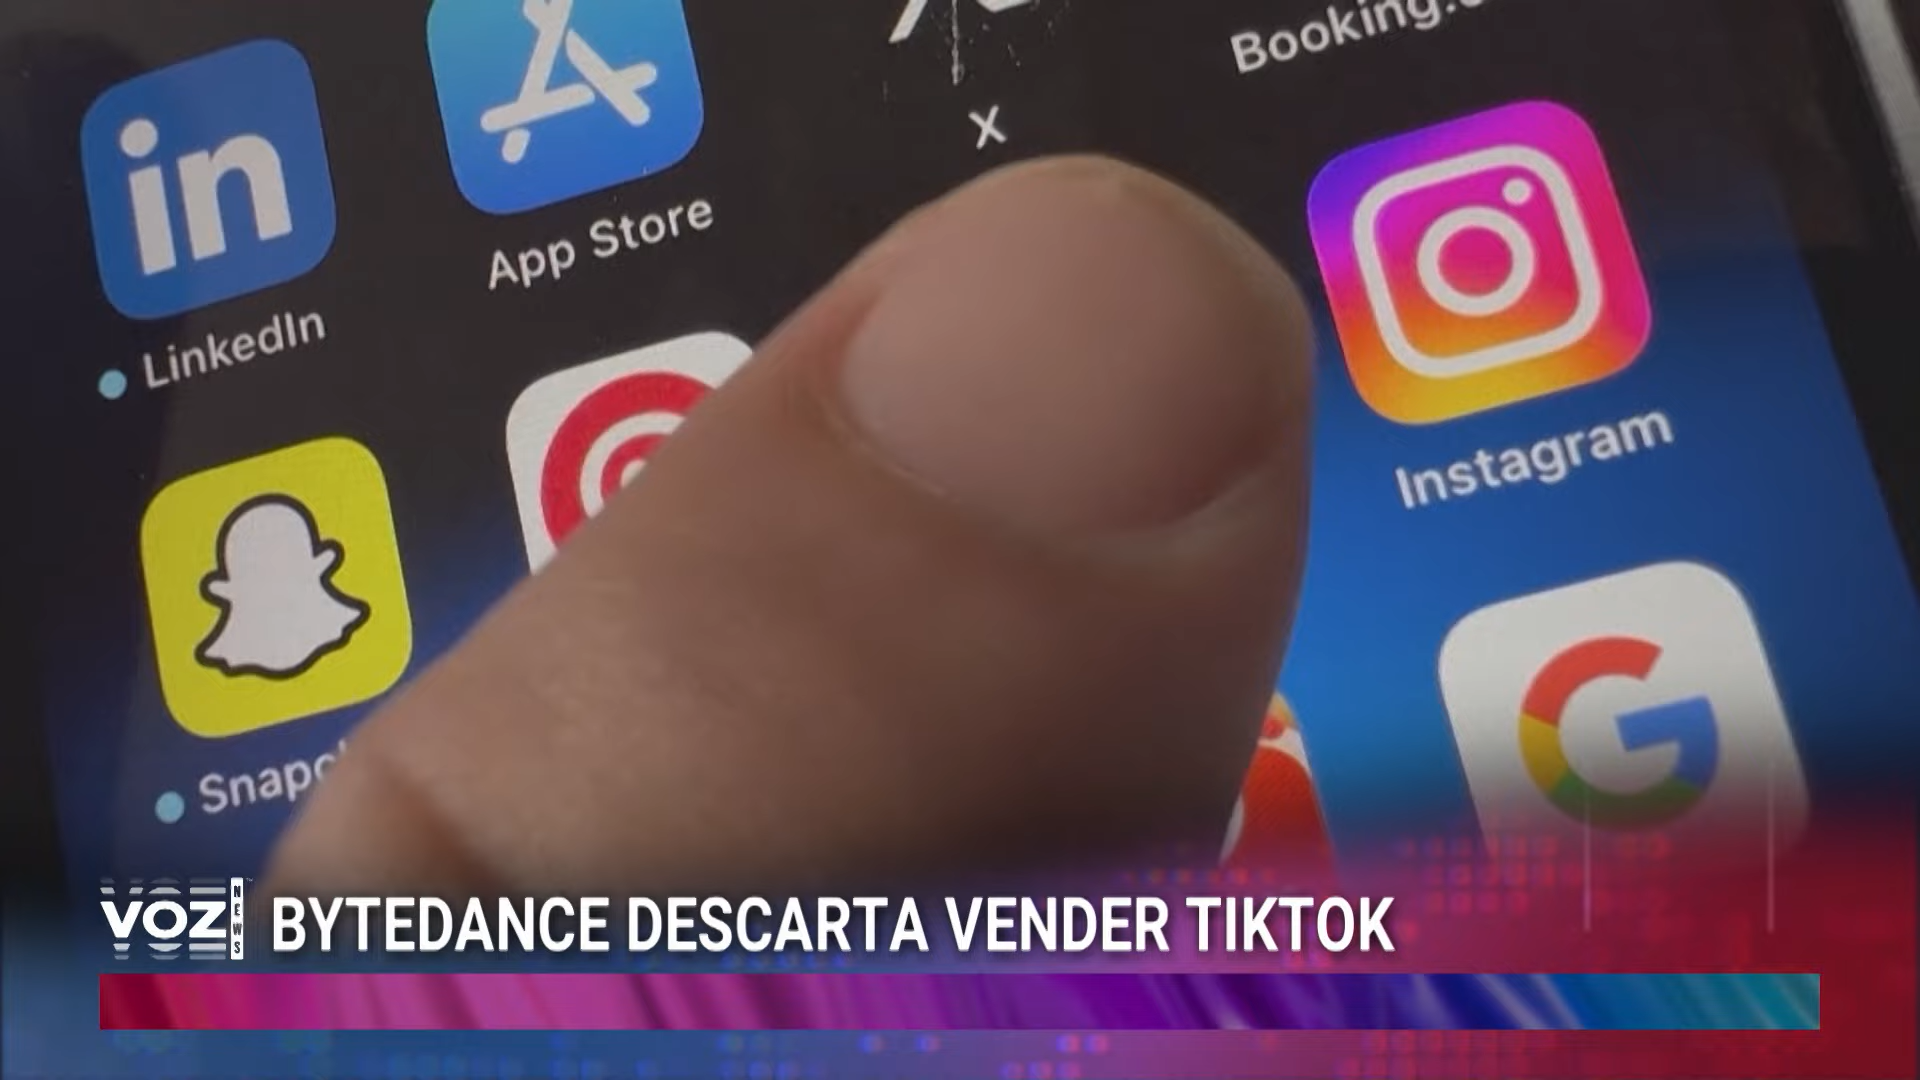 Booking.
X
in
App Store
LinkedIn
Instagram
Snapc
G
VOZ NEWS
BYTEDANCE DESCARTA VENDER TIKTOK